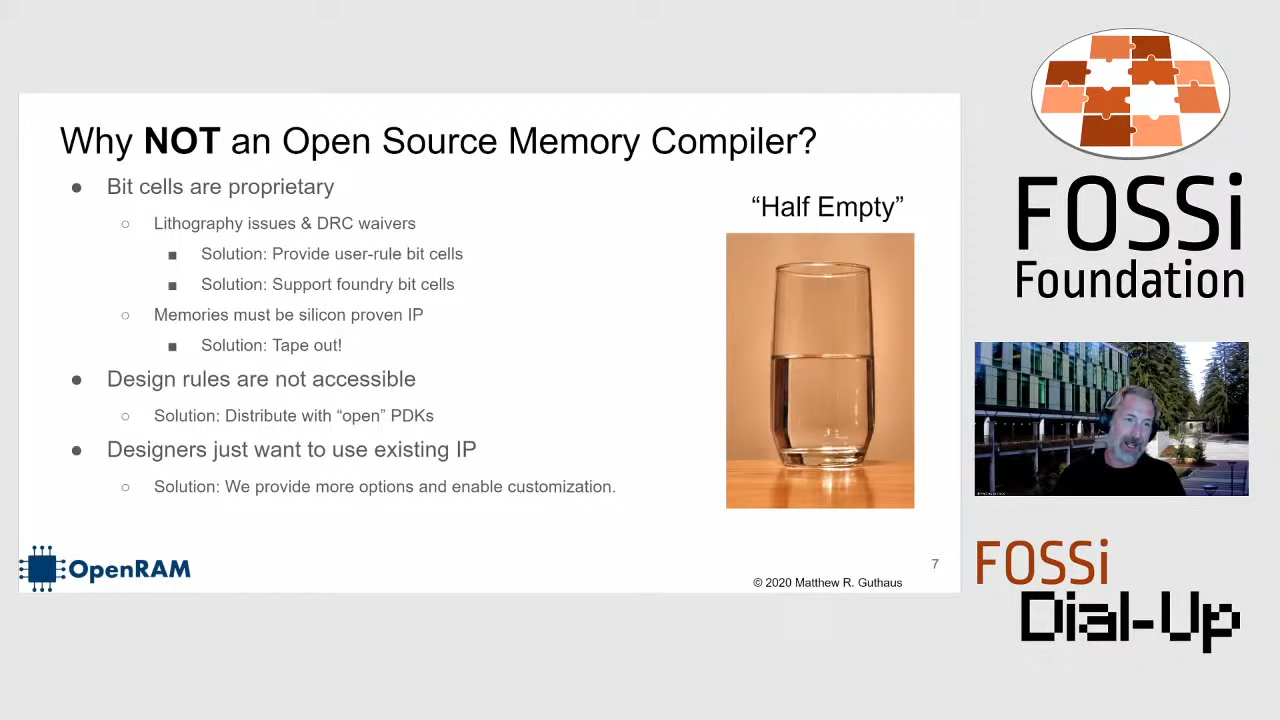 Why NOT an Open Source Memory Compiler?
● Bit cells are proprietary
○ Lithography issues & DRC waivers
■ Solution: Provide user-rule bit cells
■ Solution: Support foundry bit cells
○ Memories must be silicon proven IP
■ Solution: Tape out!
● Design rules are not accessible
○ Solution: Distribute with “open” PDKs
● Designers just want to use existing IP
○ Solution: We provide more options and enable customization.
“Half Empty”
OpenRAM
7
© 2020 Matthew R. Guthaus
FOSSi
Foundation
FOSSi
Dial-Up